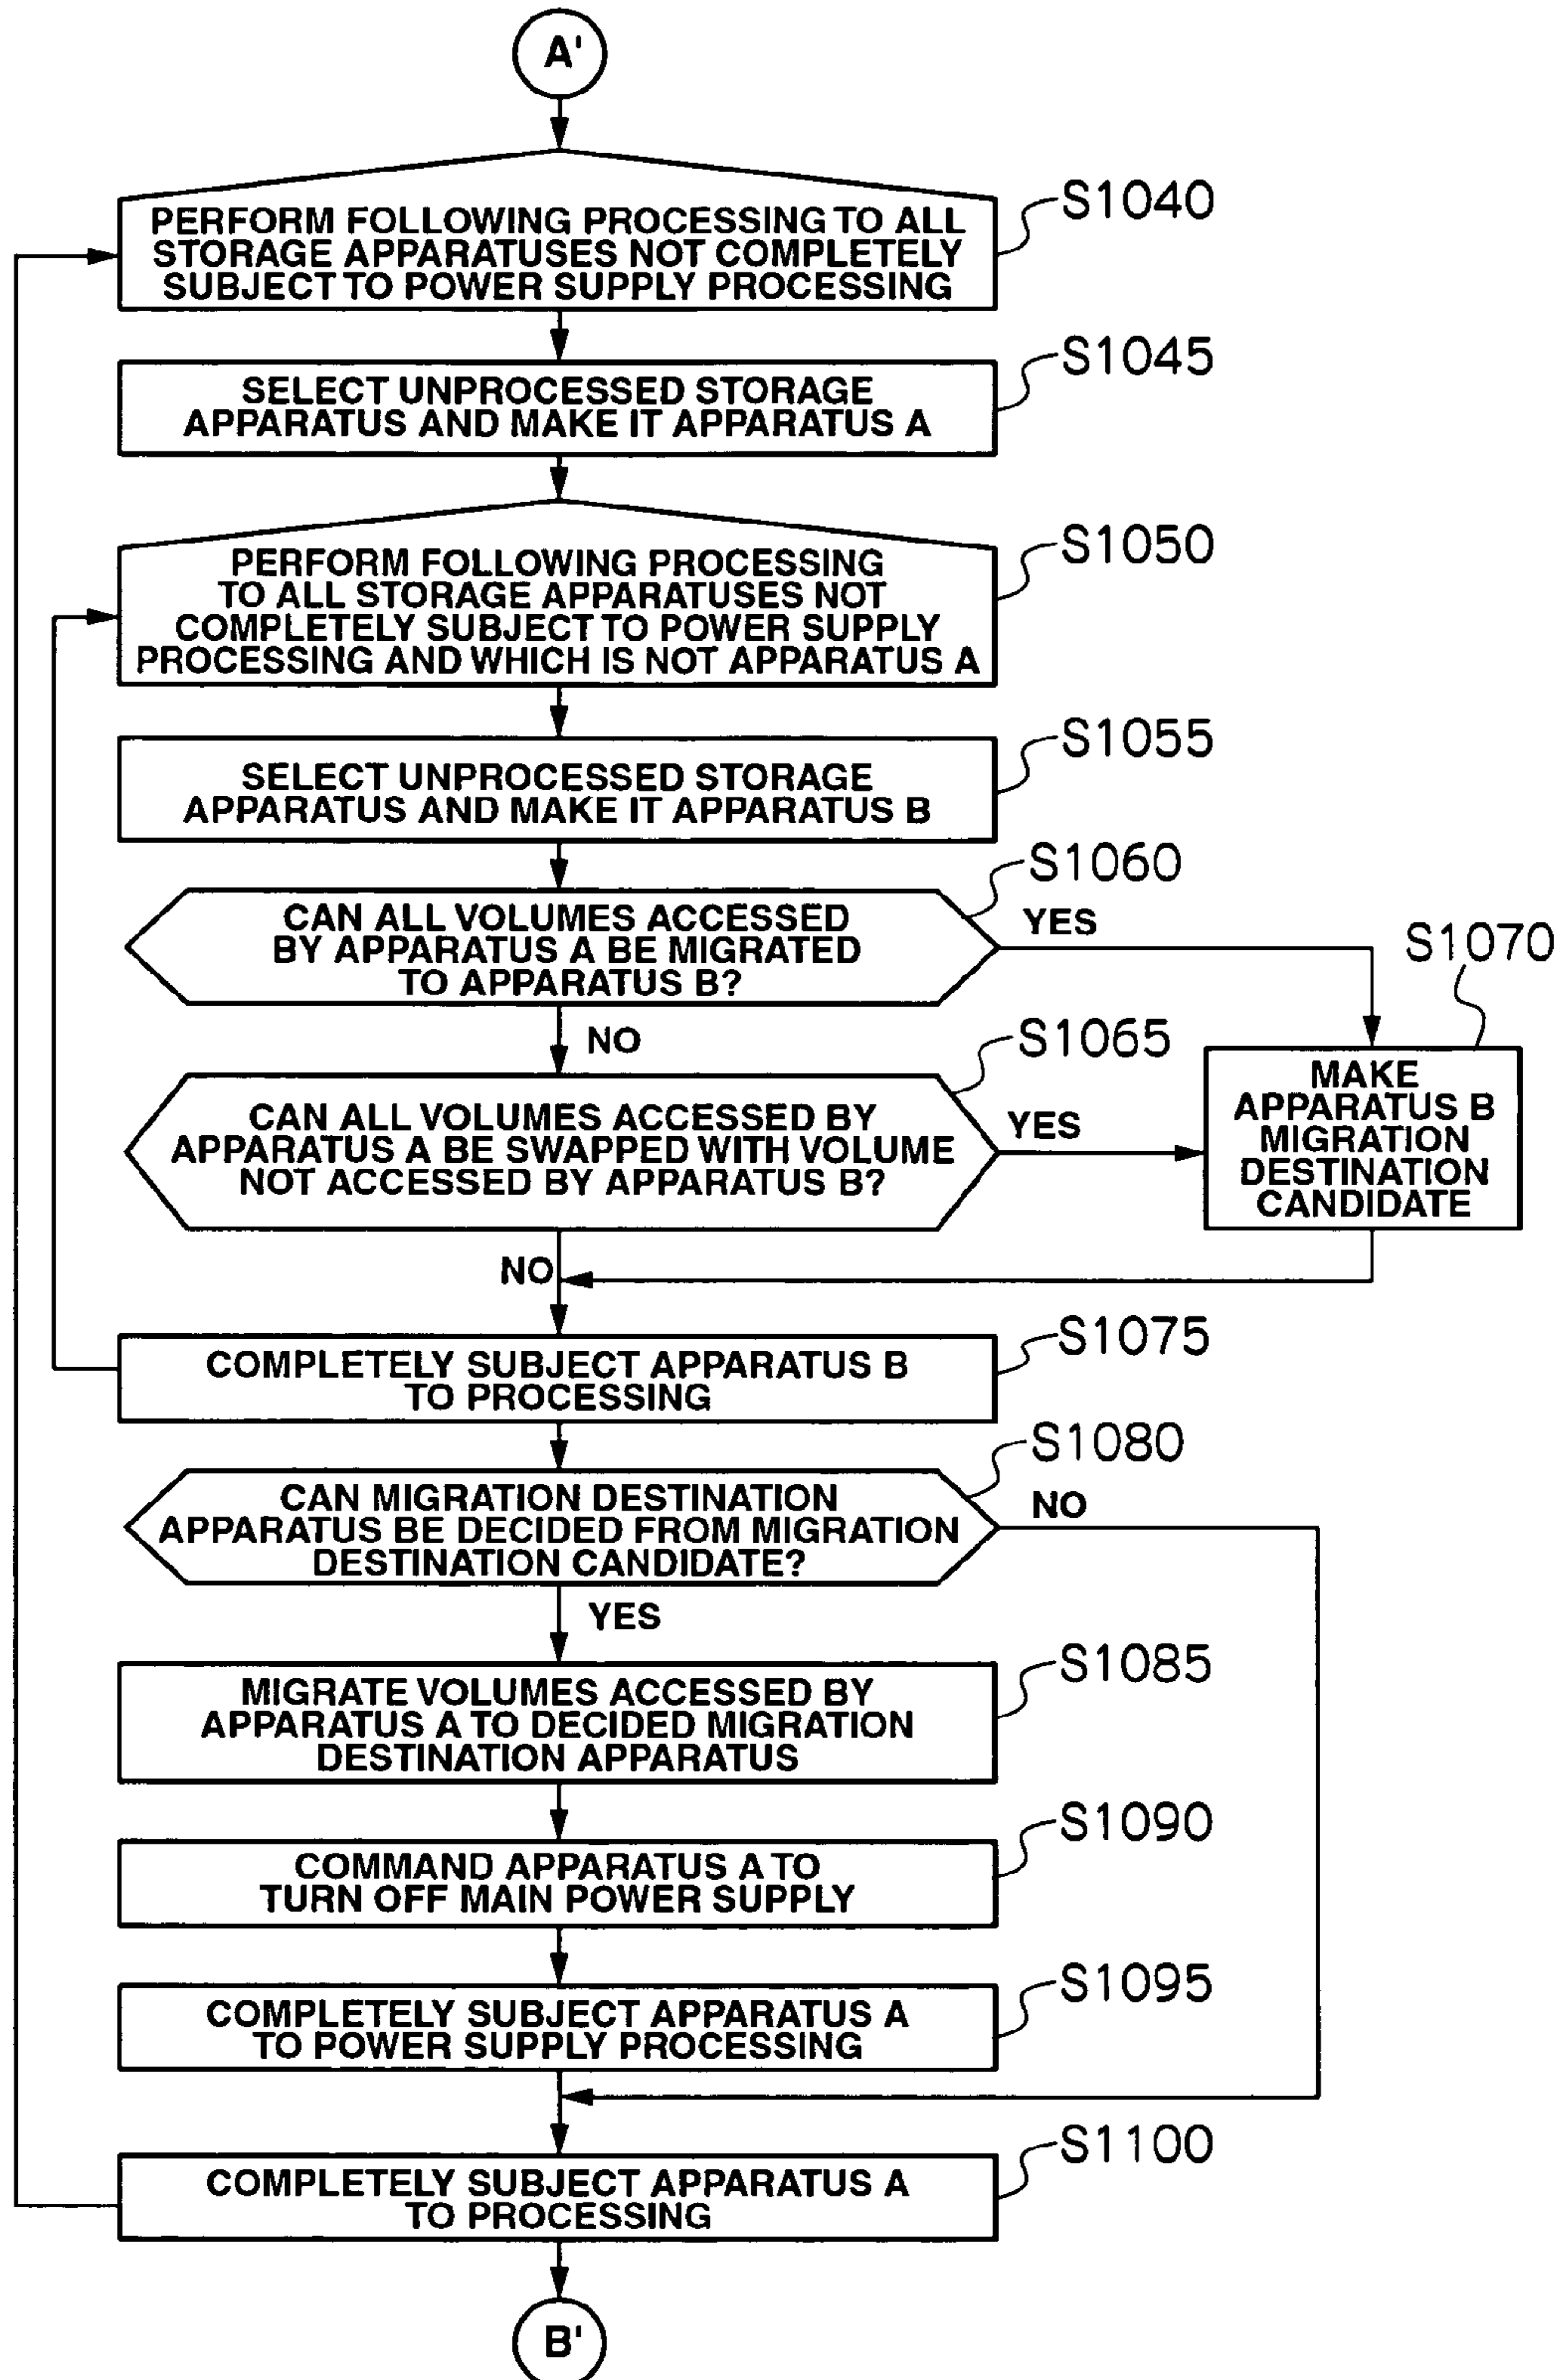 A'
S1040
PERFORM FOLLOWING PROCESSING TO ALL
STORAGE APPARATUSES NOT COMPLETELY
SUBJECT TO POWER SUPPLY PROCESSING
S1045
SELECT UNPROCESSED STORAGE
APPARATUS AND MAKE IT APPARATUS A
S1050
PERFORM FOLLOWING PROCESSING
TO ALL STORAGE APPARATUSES NOT
COMPLETELY SUBJECT TO POWER SUPPLY
PROCESSING AND WHICH IS NOT APPARATUS A
S1055
SELECT UNPROCESSED STORAGE
APPARATUS AND MAKE IT APPARATUS B
S1060
CAN ALL VOLUMES ACCESSED
BY APPARATUS A BE MIGRATED
TO APPARATUS B?
YES
NO
S1070
MAKE
APPARATUS B
MIGRATION
DESTINATION
CANDIDATE
S1065
CAN ALL VOLUMES ACCESSED BY
APPARATUS A BE SWAPPED WITH VOLUME
NOT ACCESSED BY APPARATUS B?
YES
NO
S1075
COMPLETELY SUBJECT APPARATUS B
TO PROCESSING
S1080
CAN MIGRATION DESTINATION
APPARATUS BE DECIDED FROM MIGRATION
DESTINATION CANDIDATE?
NO
YES
S1085
MIGRATE VOLUMES ACCESSED BY
APPARATUS A TO DECIDED MIGRATION
DESTINATION APPARATUS
S1090
COMMAND APPARATUS A TO
TURN OFF MAIN POWER SUPPLY
S1095
COMPLETELY SUBJECT APPARATUS A
TO POWER SUPPLY PROCESSING
S1100
COMPLETELY SUBJECT APPARATUS A
TO PROCESSING
B'